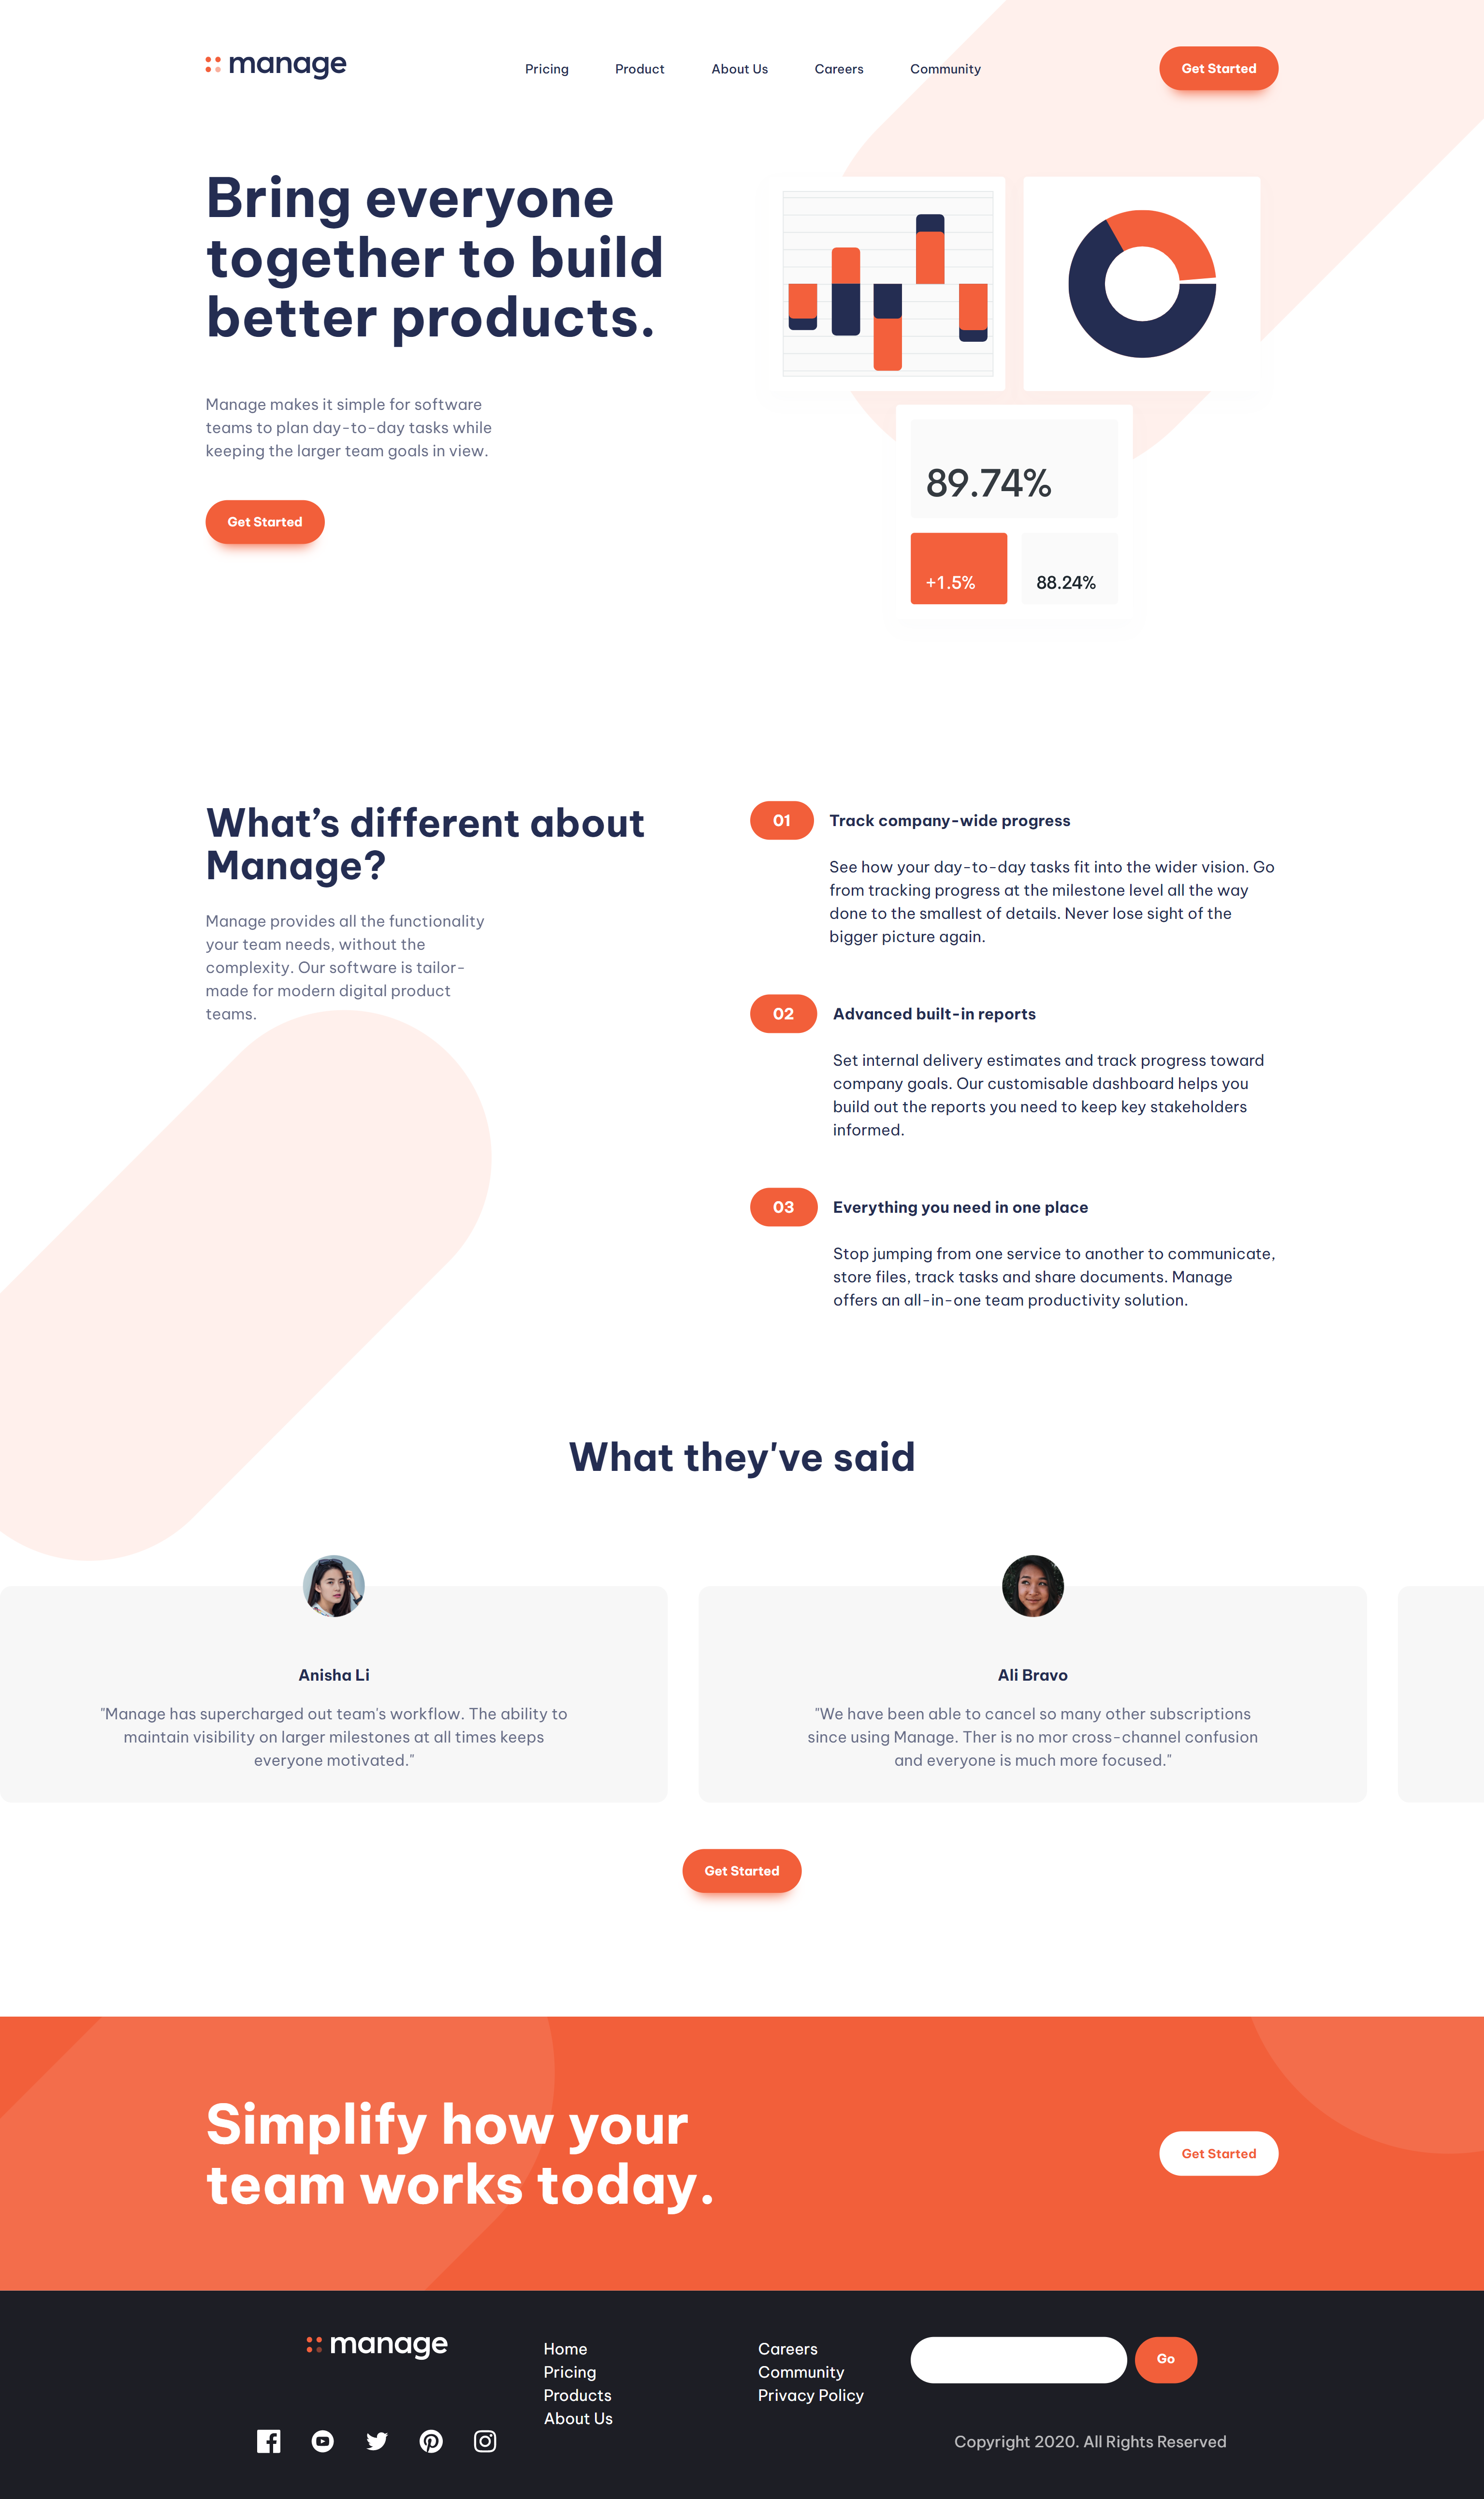 manage
Pricing
Product
About Us
Careers
Community
Get Started
Bring everyone
together to build
better products.
Manage makes it simple for software
teams to plan day-to-day tasks while
keeping the larger team goals in view.
Get Started
89.74%
+1.5%
88.24%
What’s different about
Manage?
Manage provides all the functionality
your team needs, without the
complexity. Our software is tailor-
made for modern digital product
teams.
01
Track company-wide progress
See how your day-to-day tasks fit into the wider vision. Go
from tracking progress at the milestone level all the way
done to the smallest of details. Never lose sight of the
bigger picture again.
02
Advanced built-in reports
Set internal delivery estimates and track progress toward
company goals. Our customisable dashboard helps you
build out the reports you need to keep key stakeholders
informed.
03
Everything you need in one place
Stop jumping from one service to another to communicate,
store files, track tasks and share documents. Manage
offers an all-in-one team productivity solution.
What they've said
Anisha Li
"Manage has supercharged out team's workflow. The ability to
maintain visibility on larger milestones at all times keeps
everyone motivated."
Ali Bravo
"We have been able to cancel so many other subscriptions
since using Manage. Ther is no mor cross-channel confusion
and everyone is much more focused."
Get Started
Simplify how your
team works today.
Get Started
manage
Home
Pricing
Products
About Us
Careers
Community
Privacy Policy
Go
Copyright 2020. All Rights Reserved